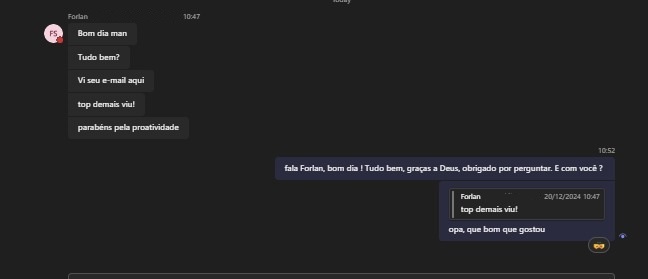 Today
Forlan 10:47
FS
Bom dia man
Tudo bem?
Vi seu e-mail aqui
top demais viu!
parabéns pela proatividade
10:52
fala Forlan, bom dia ! Tudo bem, graças a Deus, obrigado por perguntar. E com você ?
Forlan 20/12/2024 10:47
top demais viu!
opa, que bom que gostou